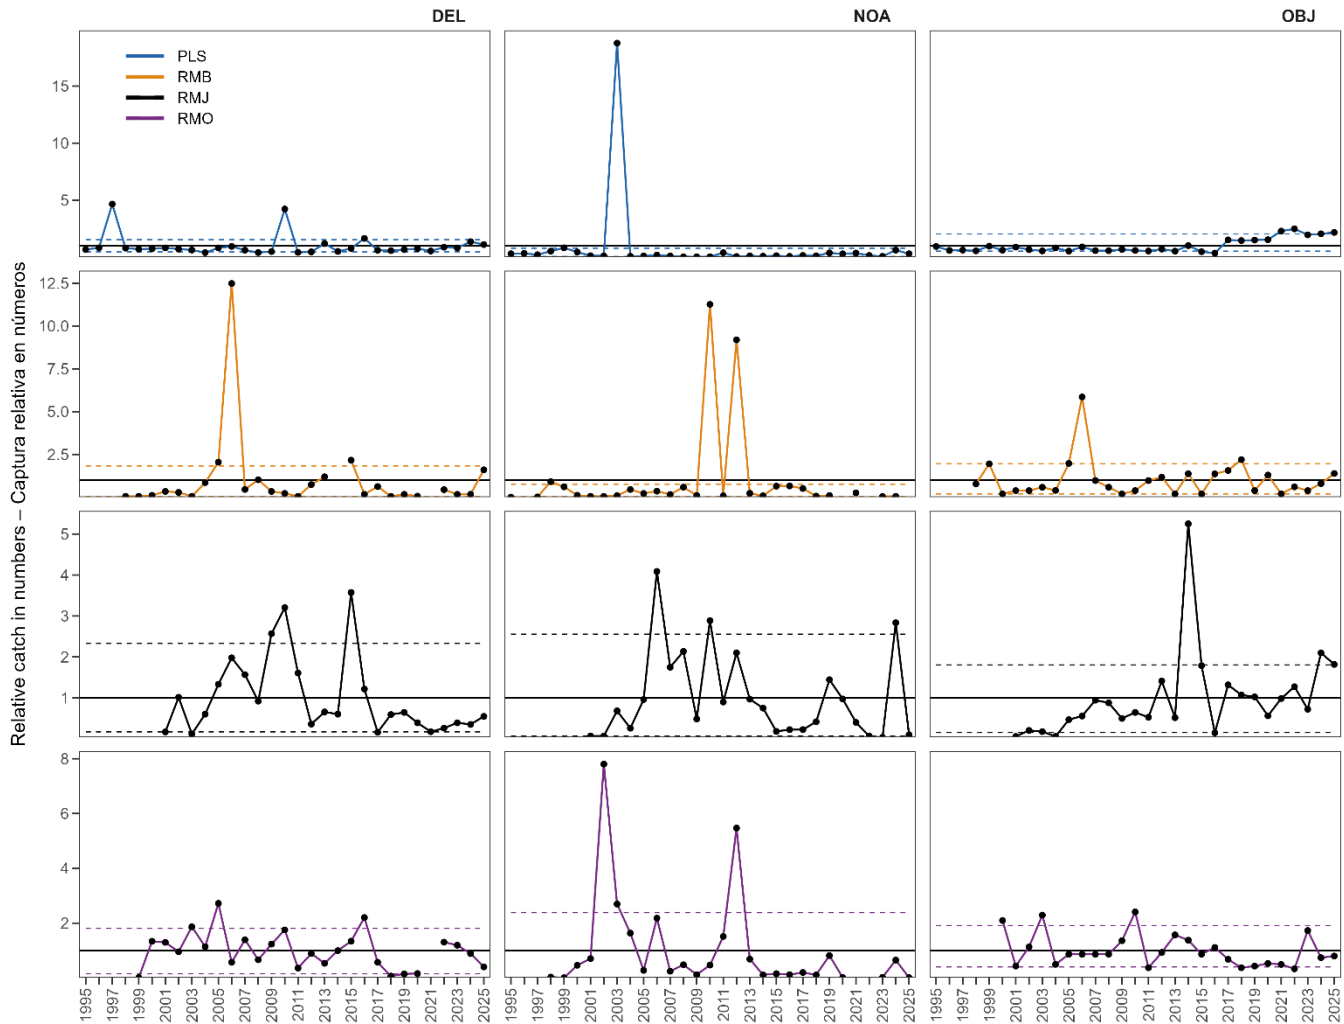 DEL NOA OBJ
PLS
RMB
RMJ
RMO
15
10
5
12.5
10.0
7.5
5.0
2.5
5
4
3
2
1
8
6
4
2
Relative catch in numbers – Captura relativa en números
1995 1997 1999 2001 2003 2005 2007 2009 2011 2013 2015 2017 2019 2021 2023 2025 1995 1997 1999 2001 2003 2005 2007 2009 2011 2013 2015 2017 2019 2021 2023 2025 1995 1997 1999 2001 2003 2005 2007 2009 2011 2013 2015 2017 2019 2021 2023 2025